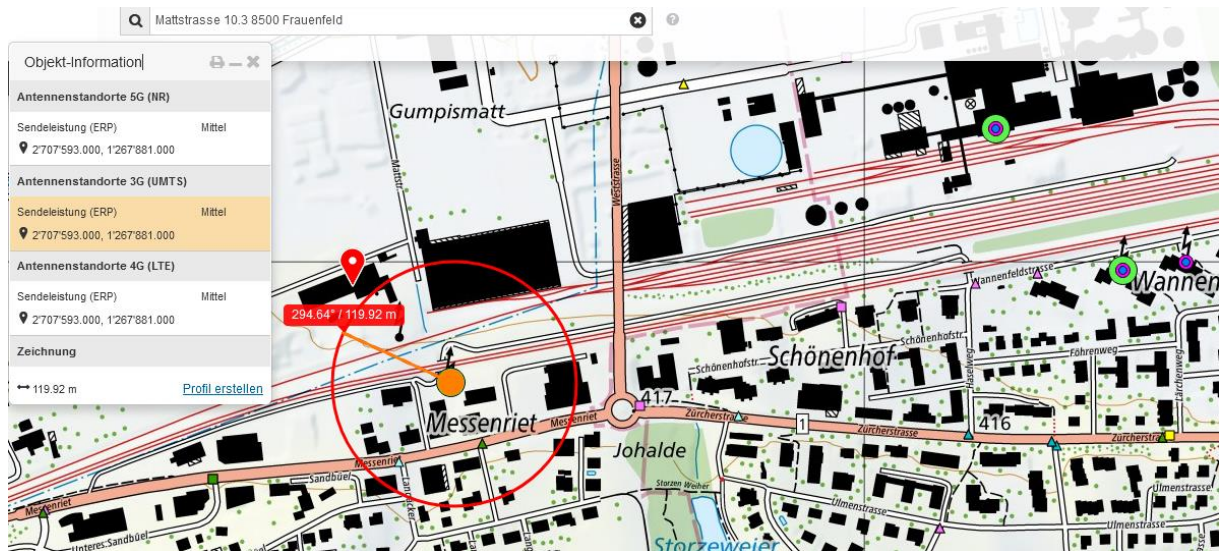 Mattstrasse 10.3 8500 Frauenfeld
Objekt-Information
Antennenstandorte 5G (NR)
Sendeleistung (ERP) Mittel
2'707'593.000, 1'267'881.000
Antennenstandorte 3G (UMTS)
Sendeleistung (ERP) Mittel
2'707'593.000, 1'267'881.000
Antennenstandorte 4G (LTE)
Sendeleistung (ERP) Mittel
2'707'593.000, 1'267'881.000
Zeichnung
119.92 m Profil erstellen
Gumpismatt
Mattstr.
Weststrasse
294.64° / 119.92 m
Wannenfeldstrasse
Wannen
Schönenhof
Schönenhofstr.
Schönenhofstr.
Haselweg
Föhrenweg
Lärchenweg
Messenriet
Messenriet
417
Zürcherstrasse
1
Zürcherstrasse
416
Zürcherstra
Johalde
Messenriet
Sandbüel
Storzen Weiher
Ulmenstrasse
Ulmenstrasse
Ulmenstrasse
Messenriet
Unteres Sandbüel
Storzeweier